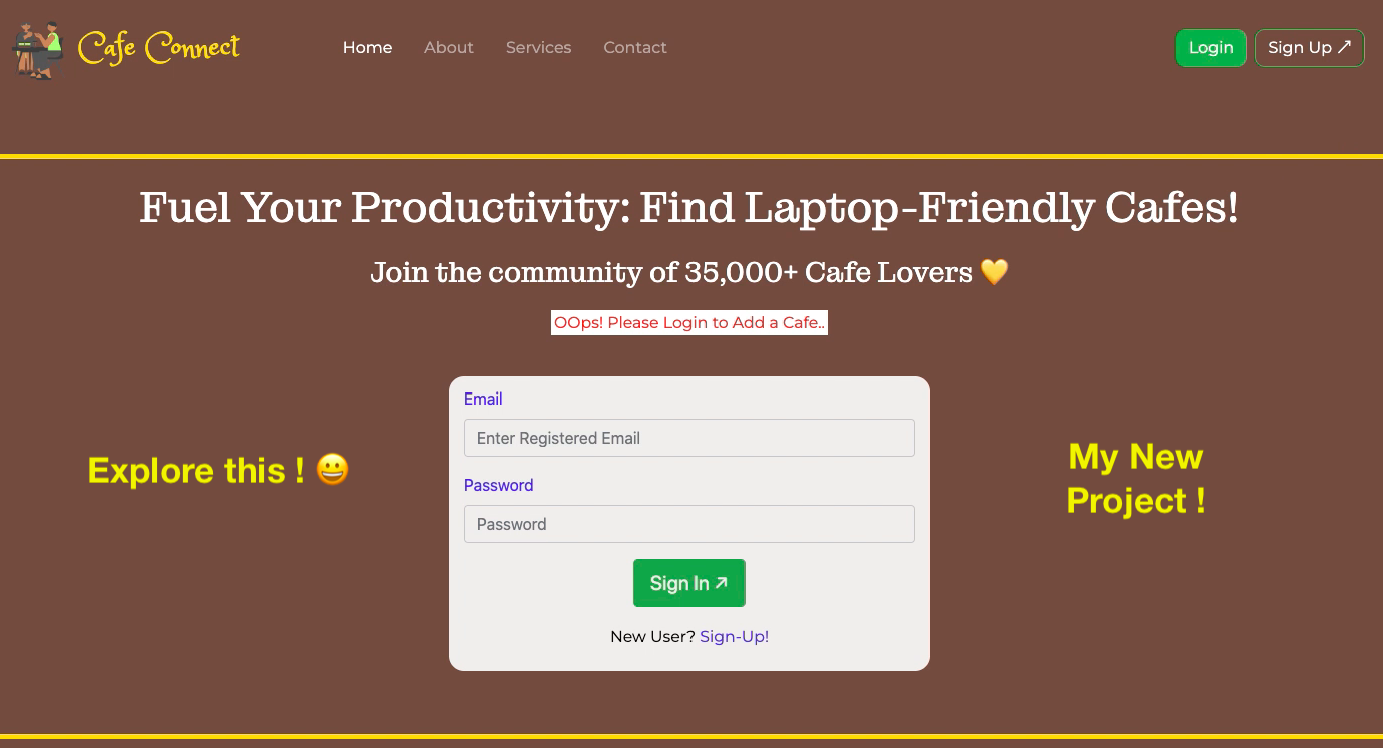 Cafe Connect
Home About Services Contact
Login Sign Up ↗
Fuel Your Productivity: Find Laptop-Friendly Cafes!
Join the community of 35,000+ Cafe Lovers 💛
OOps! Please Login to Add a Cafe..
Email
Enter Registered Email
Password
Password
Sign In ↗
New User? Sign-Up!
Explore this ! 😀
My New
Project !